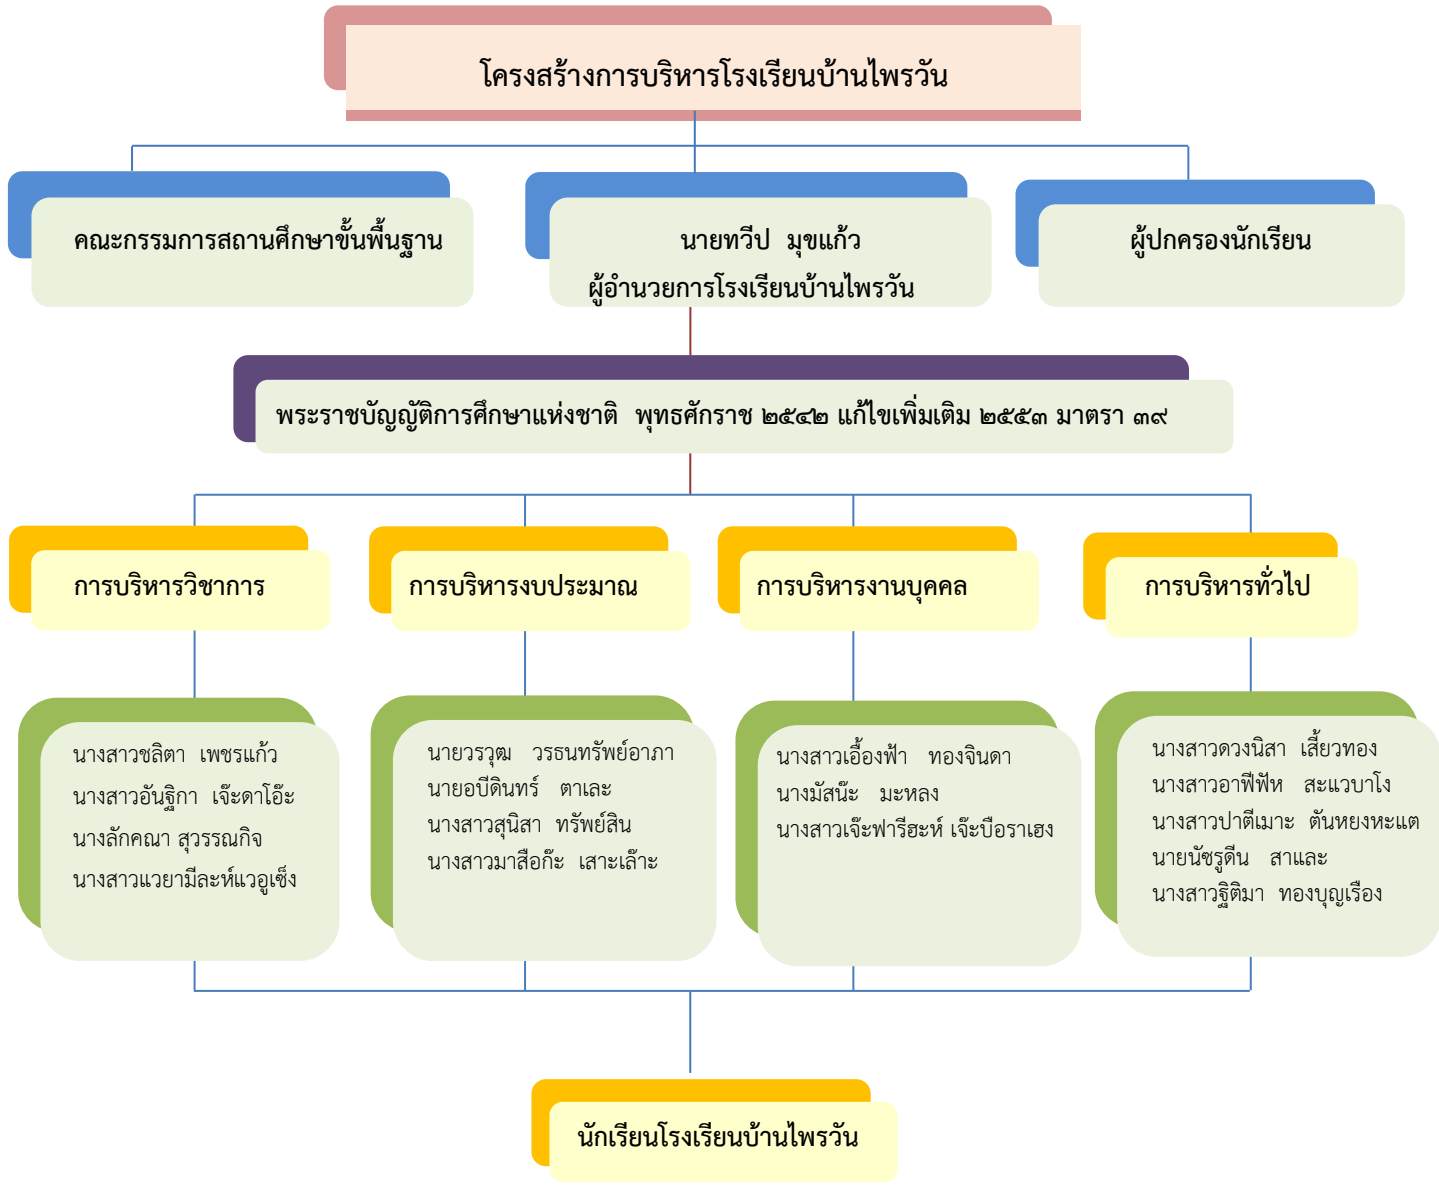 โครงสร้างการบริหารโรงเรียนบ้านไพรวัน
คณะกรรมการสถานศึกษาขั้นพื้นฐาน
นายทวีป มุขแก้ว
ผู้อำนวยการโรงเรียนบ้านไพรวัน
ผู้ปกครองนักเรียน
พระราชบัญญัติการศึกษาแห่งชาติ พุทธศักราช ๒๕๔๒ แก้ไขเพิ่มเติม ๒๕๕๓ มาตรา ๓๙
การบริหารวิชาการ
การบริหารงบประมาณ
การบริหารงานบุคคล
การบริหารทั่วไป
นางสาวชลิตา เพชรแก้ว
นางสาวอันฐิกา เจ๊ะดาโอ๊ะ
นางลักคณา สุวรรณกิจ
นางสาวแวยามีละห์แวอูเซ็ง
นายวรวุฒ วรธนทรัพย์อาภา
นายอบีดินทร์ ตาเละ
นางสาวสุนิสา ทรัพย์สิน
นางสาวมาสือก๊ะ เสาะเล๊าะ
นางสาวเอื้องฟ้า ทองจินดา
นางมัสน๊ะ มะหลง
นางสาวเจ๊ะฟารีฮะห์ เจ๊ะบือราเฮง
นางสาวดวงนิสา เสี้ยวทอง
นางสาวอาฟีฟัห สะแวบาโง
นางสาวปาตีเมาะ ตันหยงหะแต
นายนัซรูดีน สาและ
นางสาวฐิติมา ทองบุญเรือง
นักเรียนโรงเรียนบ้านไพรวัน